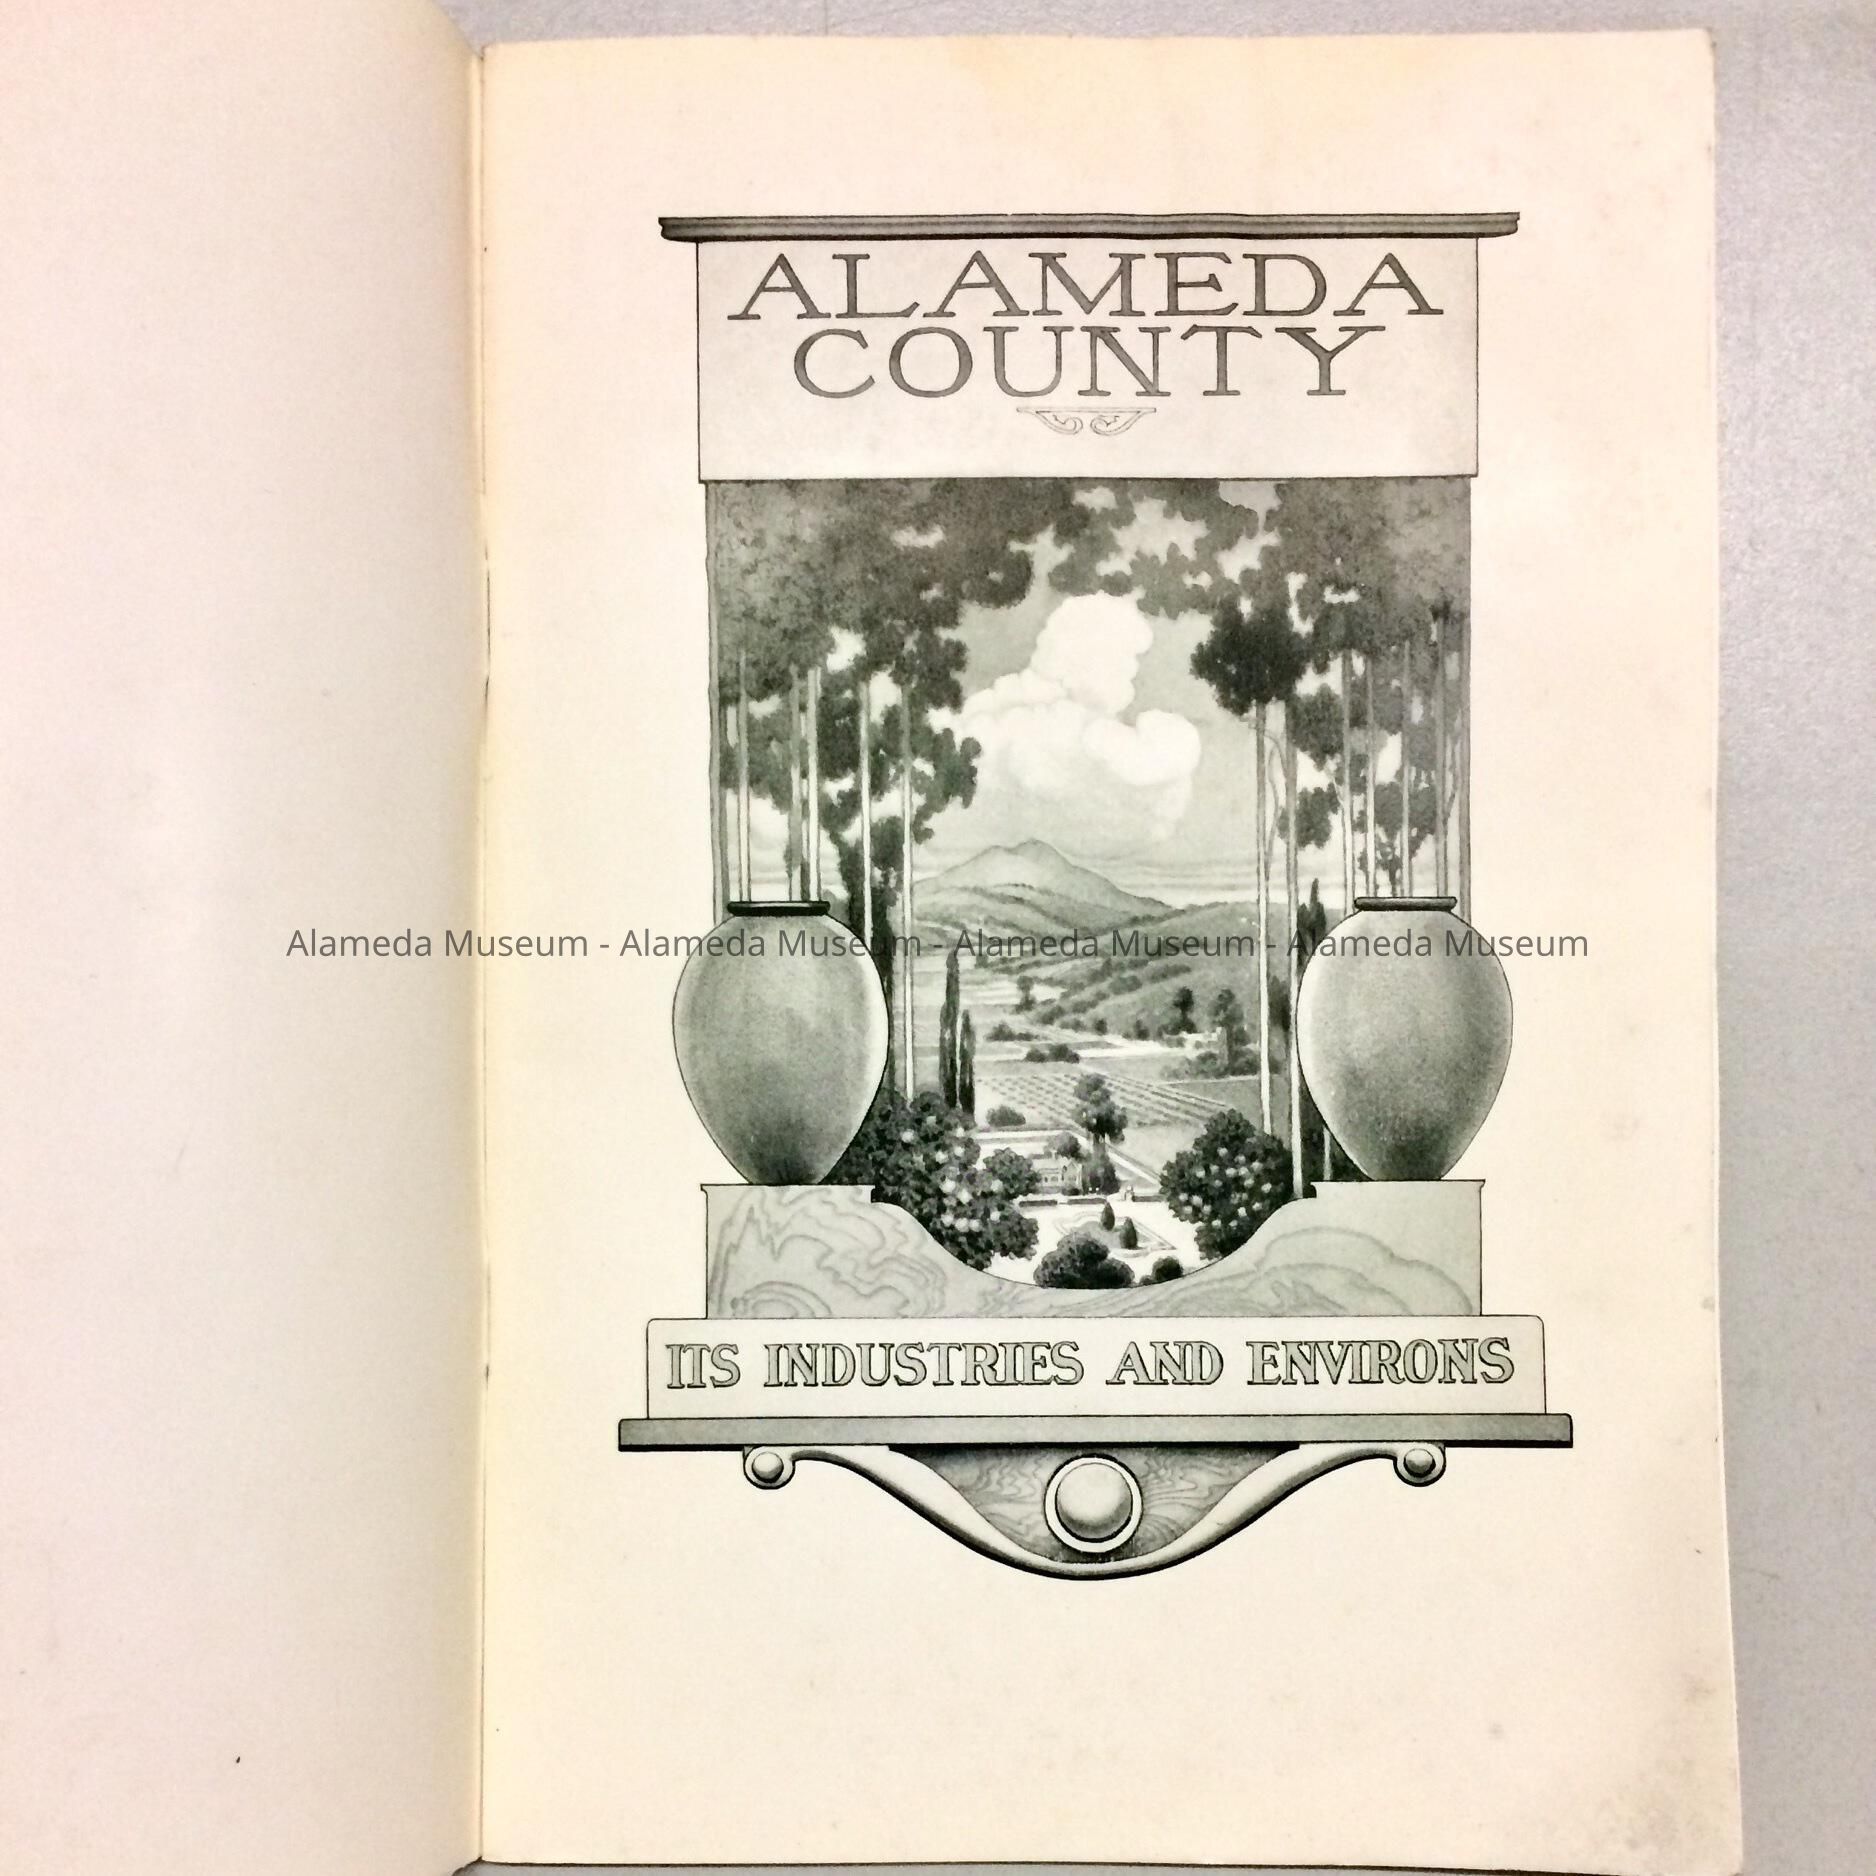 ALAMEDA
COUNTY
Alameda Museum - Alameda Museum - Alameda Museum - Alameda Museum
ITS INDUSTRIES AND ENVIRONS